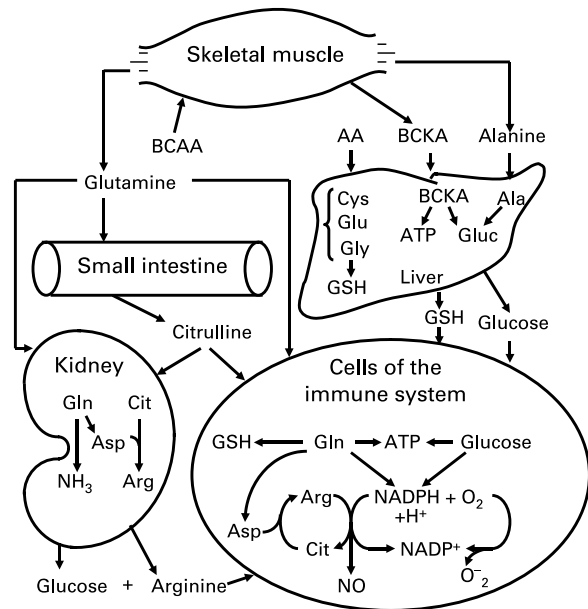 Skeletal muscle
BCAA
AA
BCKA
Alanine
Glutamine
Cys
Glu
Gly
GSH
BCKA
Ala
ATP
Gluc
Liver
Small intestine
GSH
Glucose
Citrulline
Kidney
Gln
Cit
Asp
NH₃
Arg
Cells of the
immune system
GSH
Gln
ATP
Glucose
Arg
NADPH + O₂
+H⁺
Asp
Cit
NADP⁺
NO
O⁻₂
Glucose + Arginine